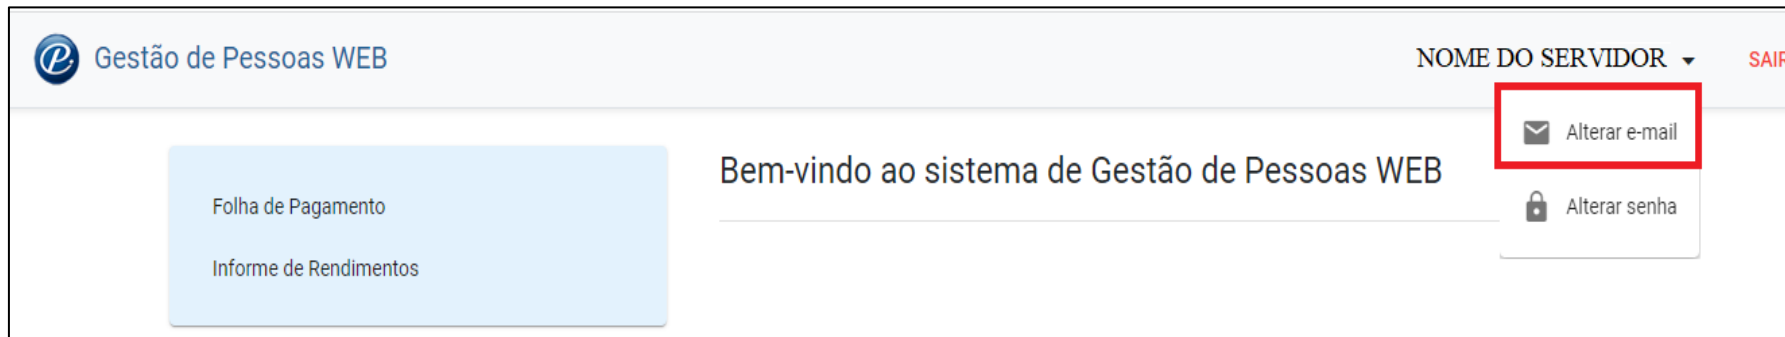 Gestão de Pessoas WEB
NOME DO SERVIDOR
SAIR
Alterar e-mail
Alterar senha
Folha de Pagamento
Informe de Rendimentos
Bem-vindo ao sistema de Gestão de Pessoas WEB